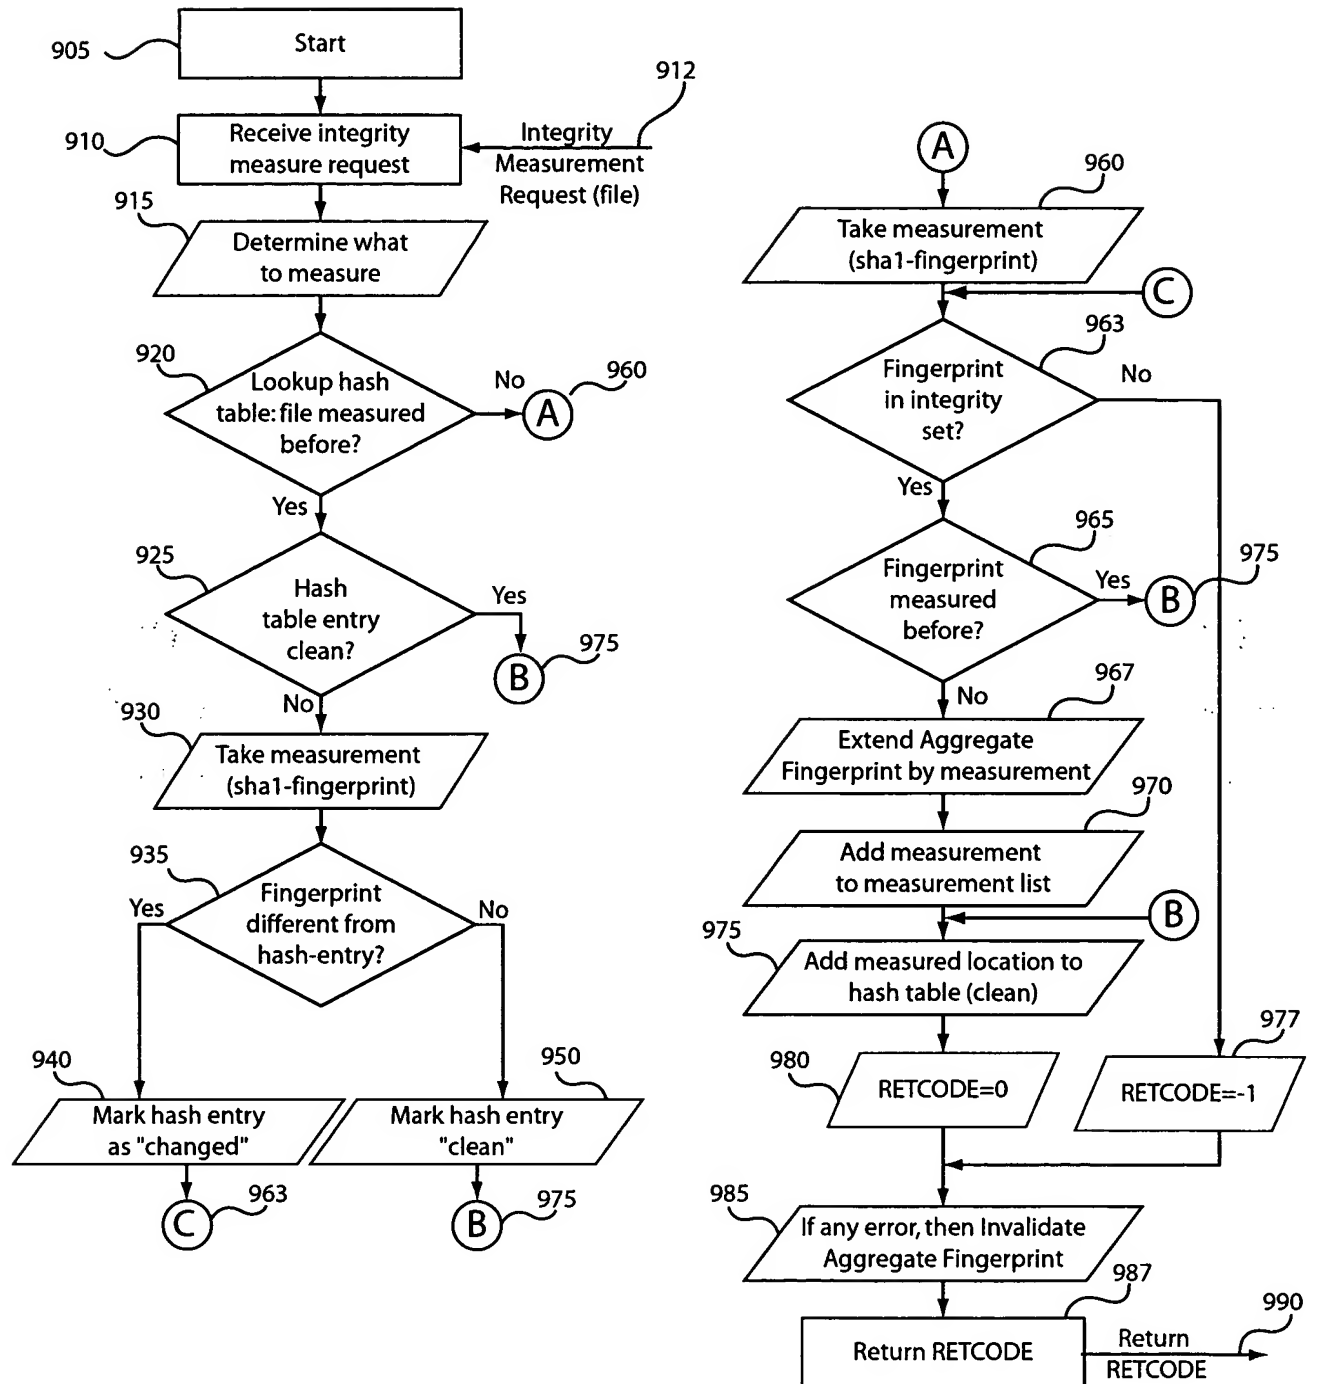 905
Start
912
910
Receive integrity
measure request
Integrity
Measurement
Request (file)
915
Determine what
to measure
920
Lookup hash
table: file measured
before?
No
A
960
Yes
925
Hash
table entry
clean?
Yes
B
975
No
930
Take measurement
(sha1-fingerprint)
935
Fingerprint
different from
hash-entry?
Yes
No
940
Mark hash entry
as "changed"
950
Mark hash entry
"clean"
C
963
B
975
A
960
Take measurement
(sha1-fingerprint)
C
963
Fingerprint
in integrity
set?
No
Yes
965
Fingerprint
measured
before?
Yes
B
975
No
967
Extend Aggregate
Fingerprint by measurement
970
Add measurement
to measurement list
B
975
Add measured location to
hash table (clean)
980
RETCODE=0
977
RETCODE=-1
985
If any error, then Invalidate
Aggregate Fingerprint
987
Return RETCODE
Return
RETCODE
990